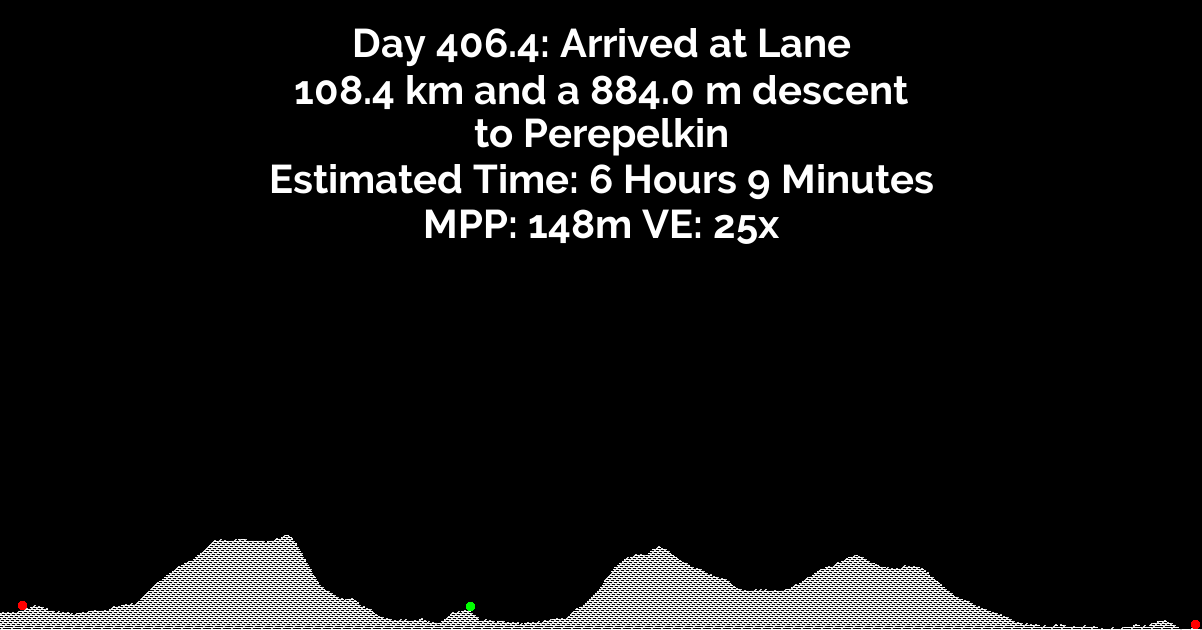 Day 406.4: Arrived at Lane
108.4 km and a 884.0 m descent
to Perepelkin
Estimated Time: 6 Hours 9 Minutes
MPP: 148m VE: 25x